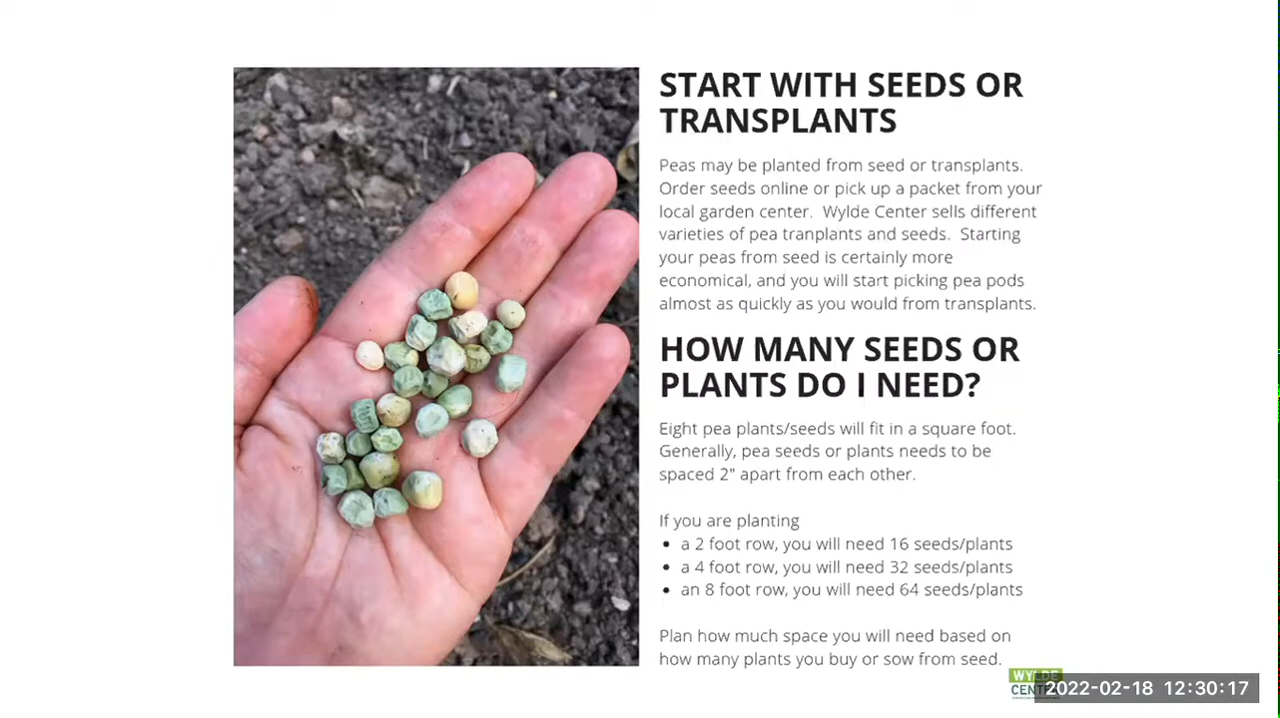 START WITH SEEDS OR
TRANSPLANTS
Peas may be planted from seed or transplants.
Order seeds online or pick up a packet from your
local garden center.  Wylde Center sells different
varieties of pea tranplants and seeds.  Starting
your peas from seed is certainly more
economical, and you will start picking pea pods
almost as quickly as you would from transplants.
HOW MANY SEEDS OR
PLANTS DO I NEED?
Eight pea plants/seeds will fit in a square foot.
Generally, pea seeds or plants needs to be
spaced 2" apart from each other.
If you are planting
• a 2 foot row, you will need 16 seeds/plants
• a 4 foot row, you will need 32 seeds/plants
• an 8 foot row, you will need 64 seeds/plants
Plan how much space you will need based on
how many plants you buy or sow from seed.
WYLDE
2022-02-18 12:30:17